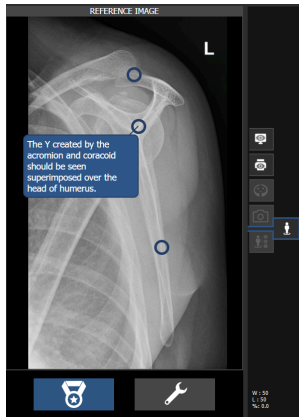 REFERENCE IMAGE
L
The Y created by the
acromion and coracoid
should be seen
superimposed over the
head of humerus.
W : 50
L : 50
%: 0.0